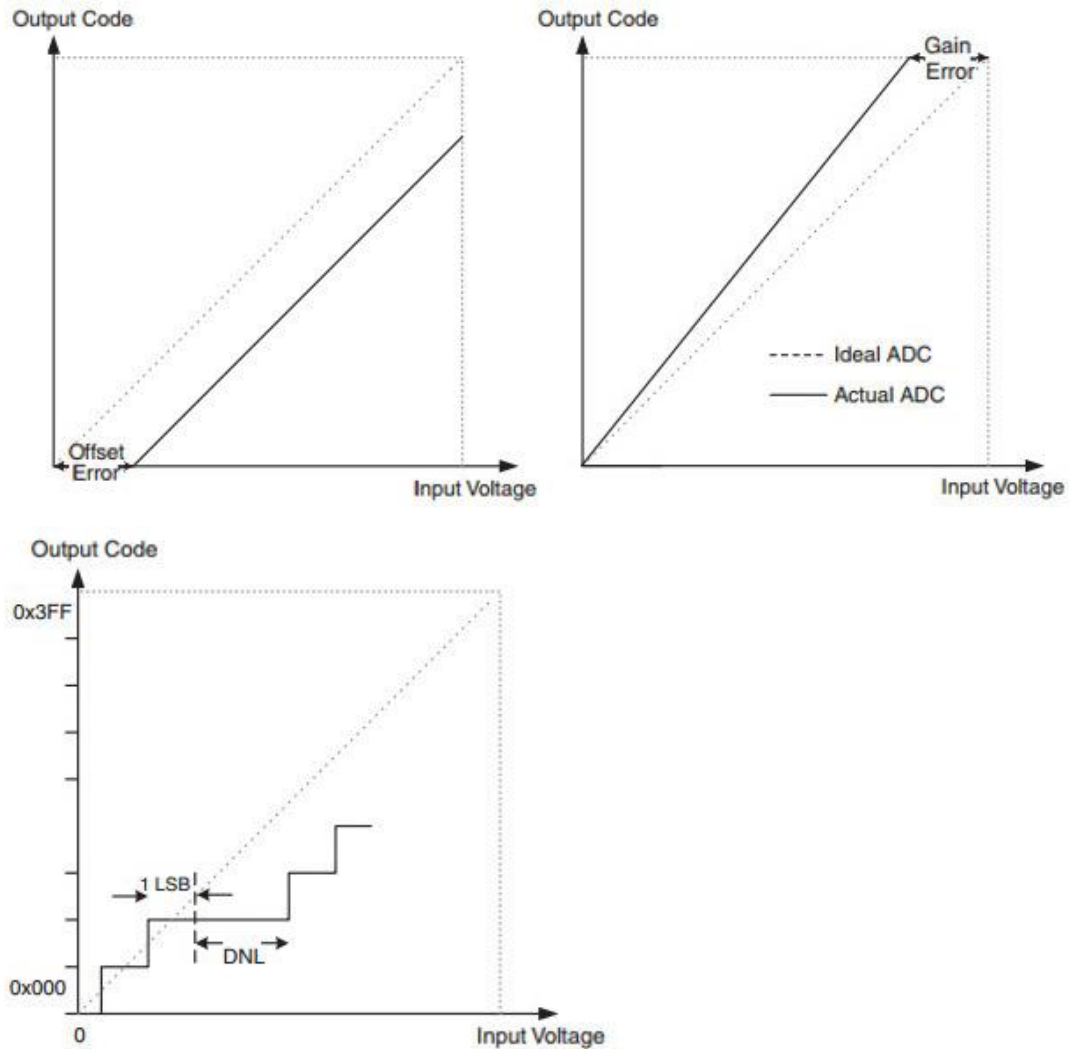 Output Code
Offset
Error
Input Voltage
Output Code
Gain
Error
Ideal ADC
Actual ADC
Input Voltage
Output Code
0x3FF
1 LSB
DNL
0x000
0
Input Voltage